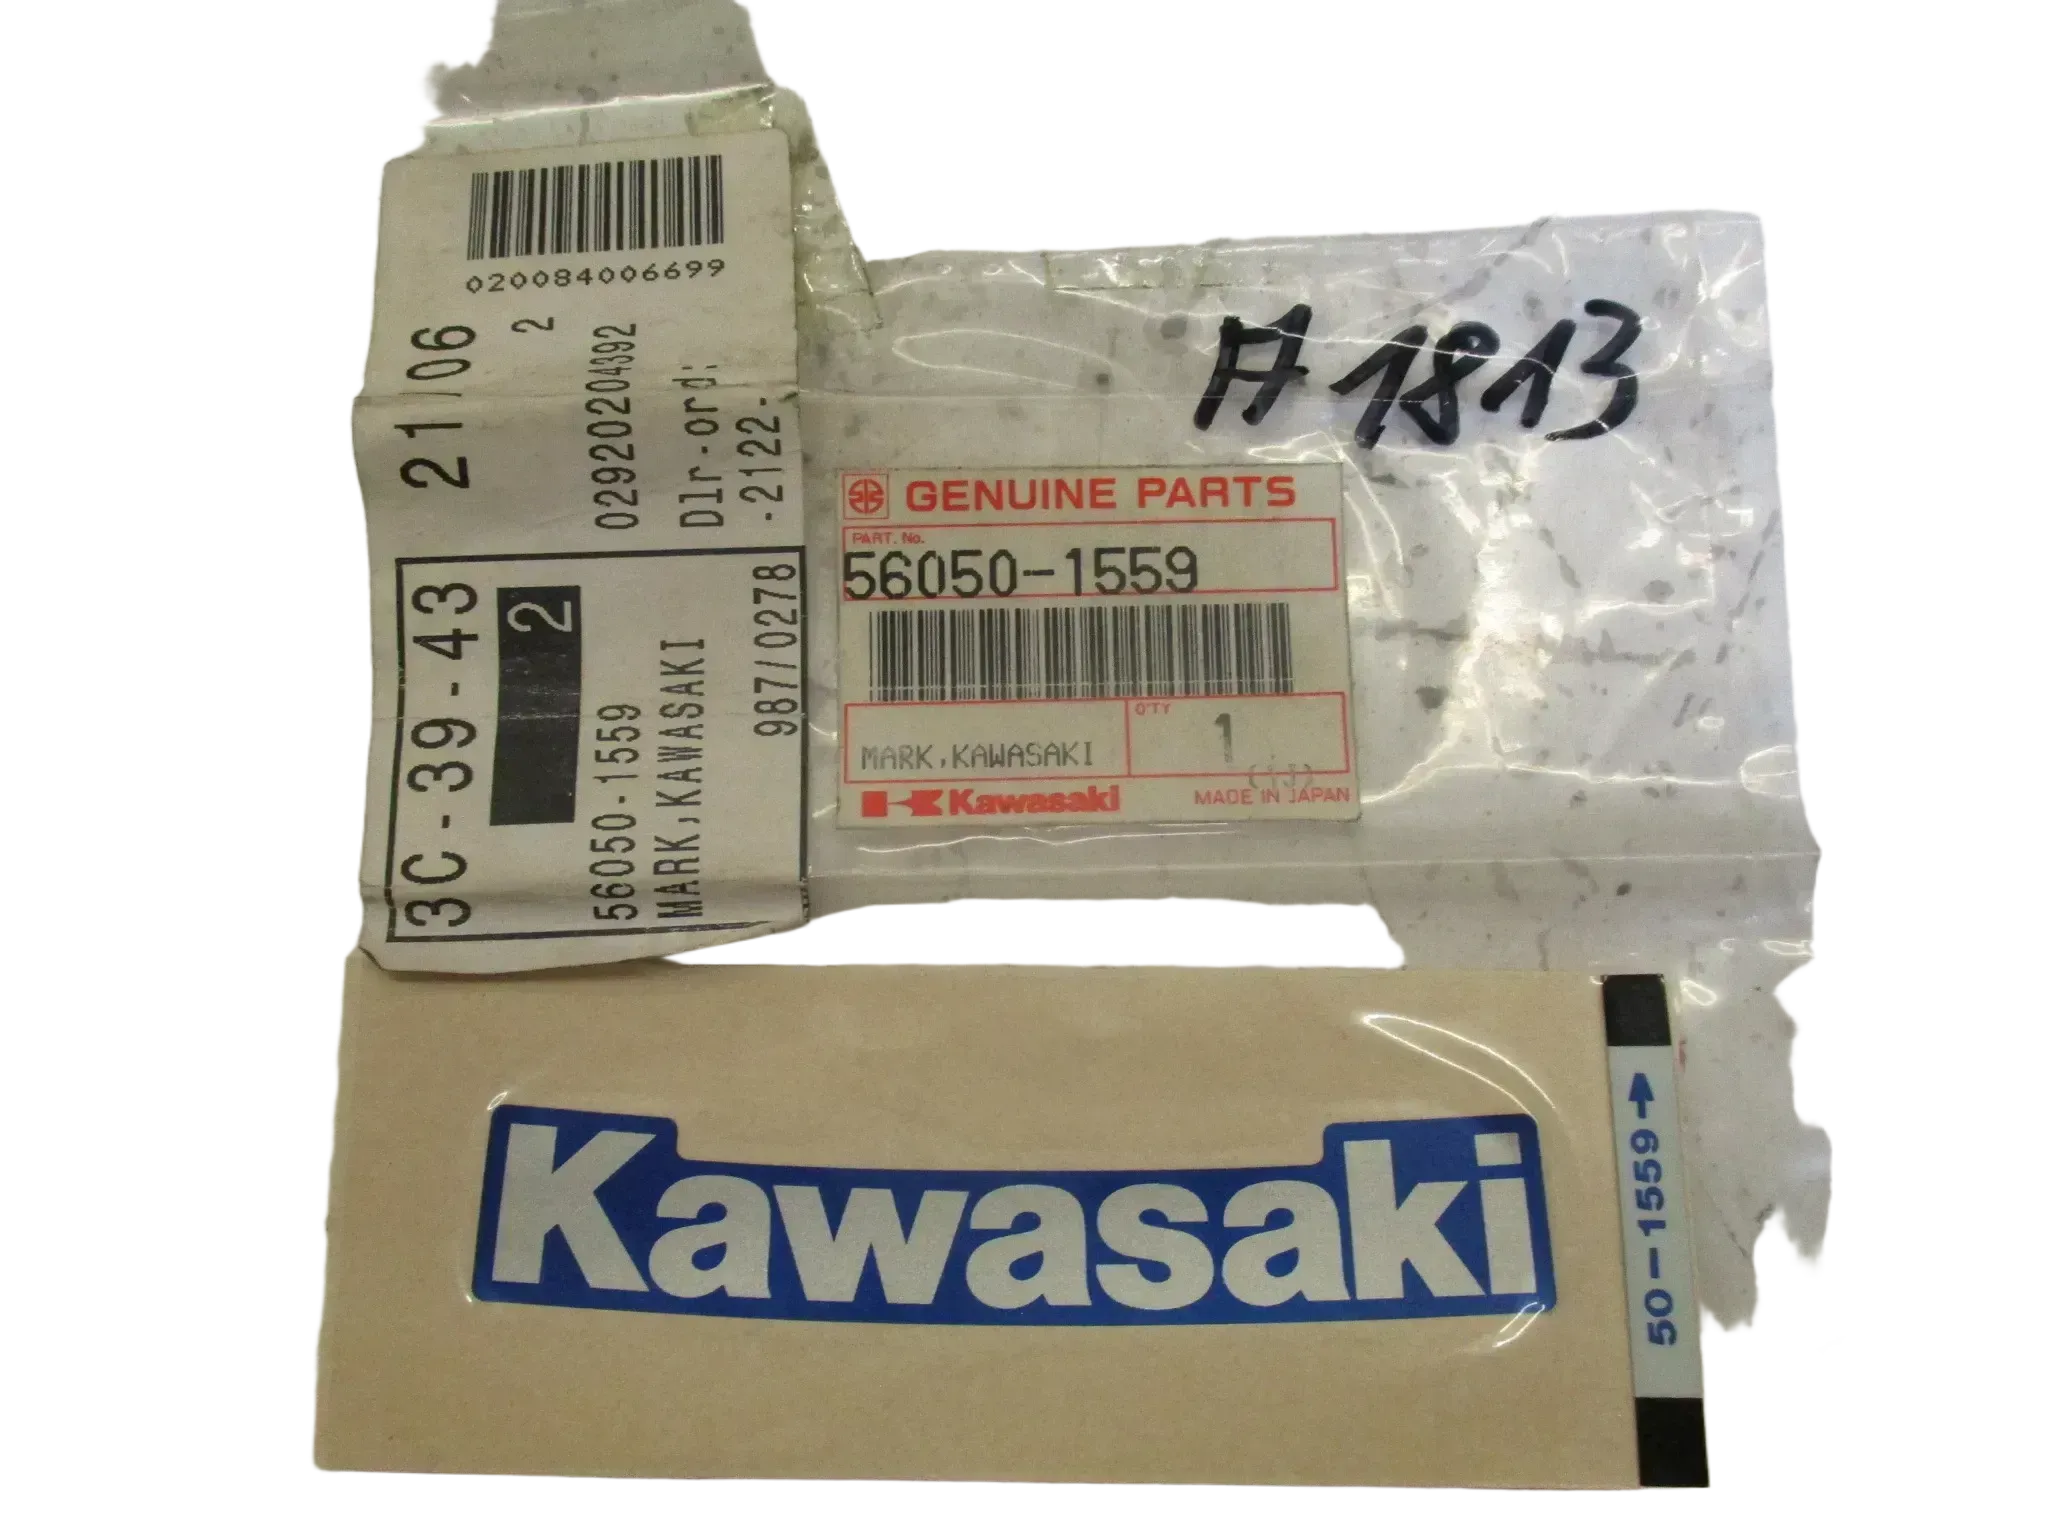 020084006699
21/06
2
02920204392
Dlr.ord:
-2122-
3C-39-43
2
56050-1559
MARK,KAWASAKI
987/0278
A1813
GENUINE PARTS
PART. No.
56050-1559
MARK,KAWASAKI
Q'TY
1
Kawasaki
MADE IN JAPAN
Kawasaki
50-1559→